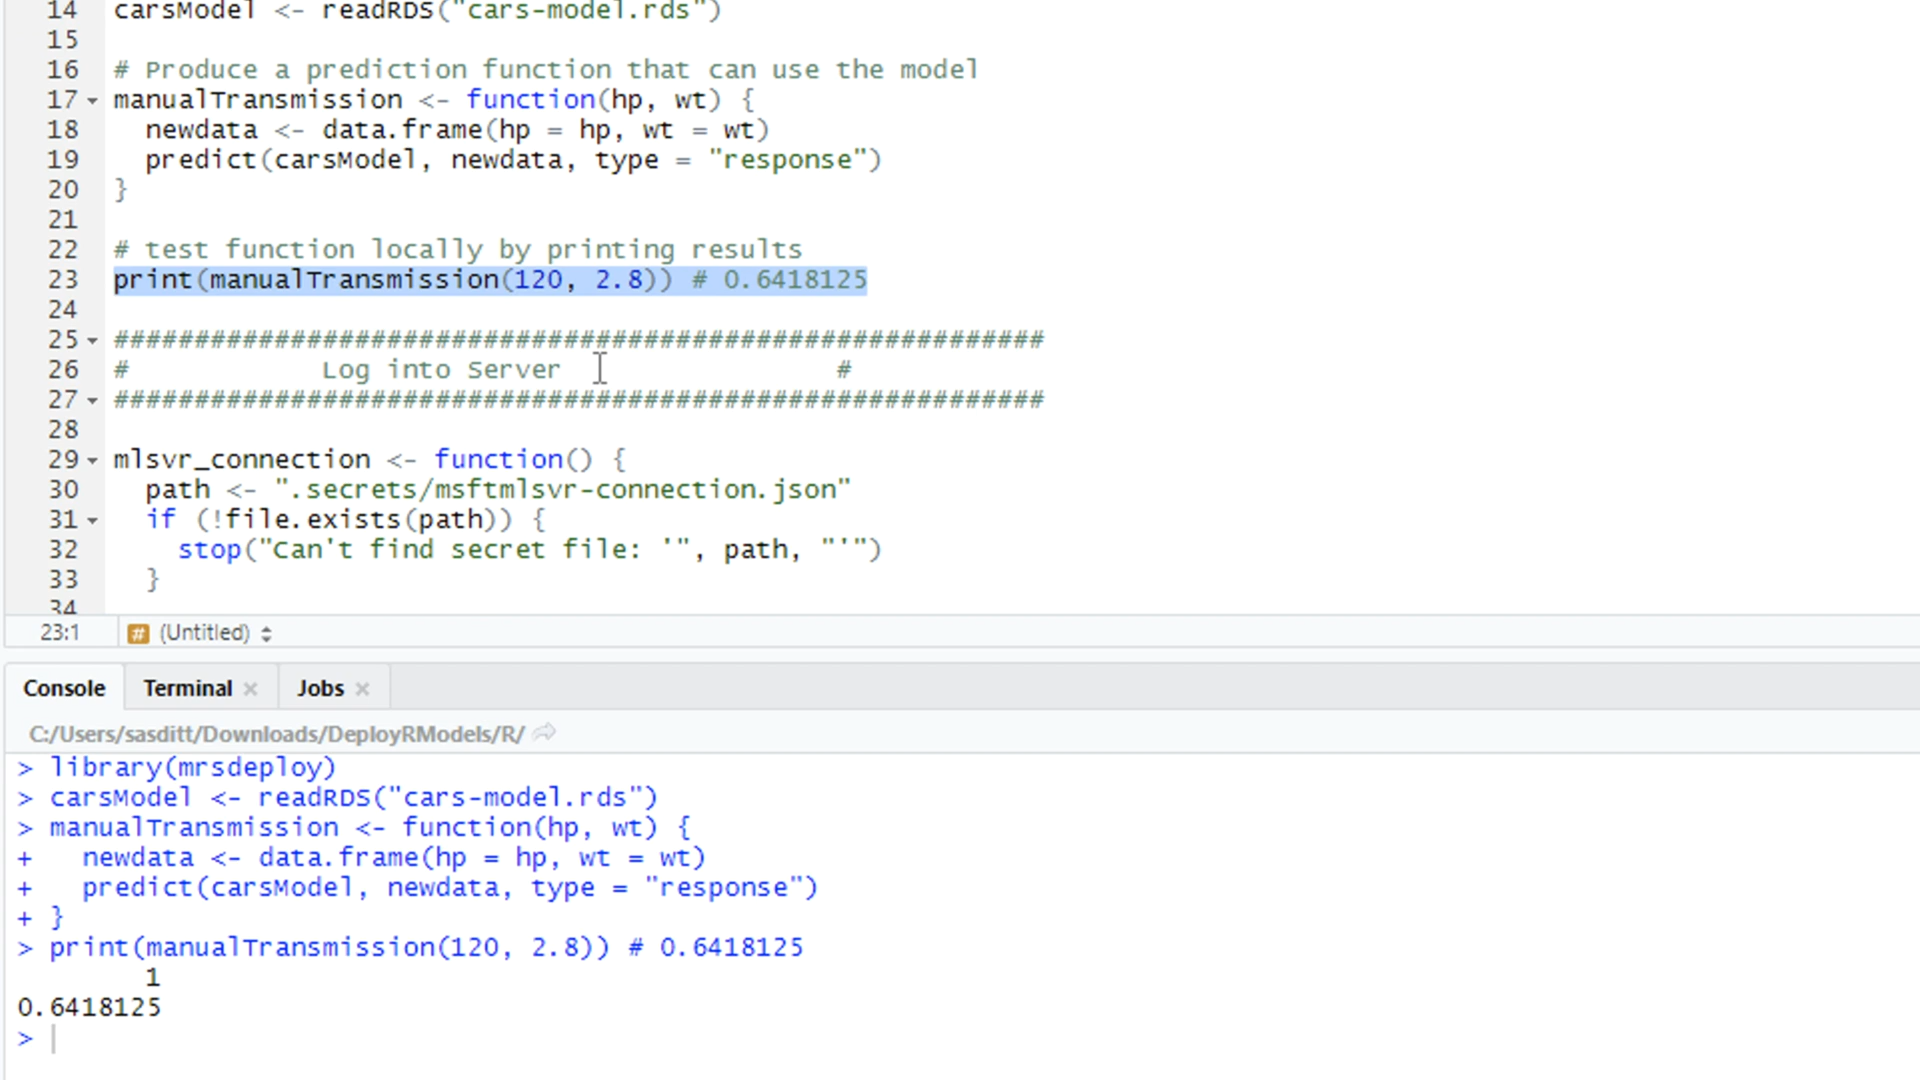 14 carsModel <- readRDS("cars-model.rds")
15
16 # Produce a prediction function that can use the model
17 manualTransmission <- function(hp, wt) {
18   newdata <- data.frame(hp = hp, wt = wt)
19   predict(carsModel, newdata, type = "response")
20 }
21
22 # test function locally by printing results
23 print(manualTransmission(120, 2.8)) # 0.6418125
24
25 ##########################################################
26 #            Log into Server                 #
27 ##########################################################
28
29 mlsvr_connection <- function() {
30   path <- ".secrets/msftmlsvr-connection.json"
31   if (!file.exists(path)) {
32     stop("Can't find secret file: '", path, "'")
33   }
34
23:1 # (Untitled)
Console Terminal × Jobs ×
C:/Users/sasditt/Downloads/DeployRModels/R/
> library(mrsdeploy)
> carsModel <- readRDS("cars-model.rds")
> manualTransmission <- function(hp, wt) {
+   newdata <- data.frame(hp = hp, wt = wt)
+   predict(carsModel, newdata, type = "response")
+ }
> print(manualTransmission(120, 2.8)) # 0.6418125
        1
0.6418125
>